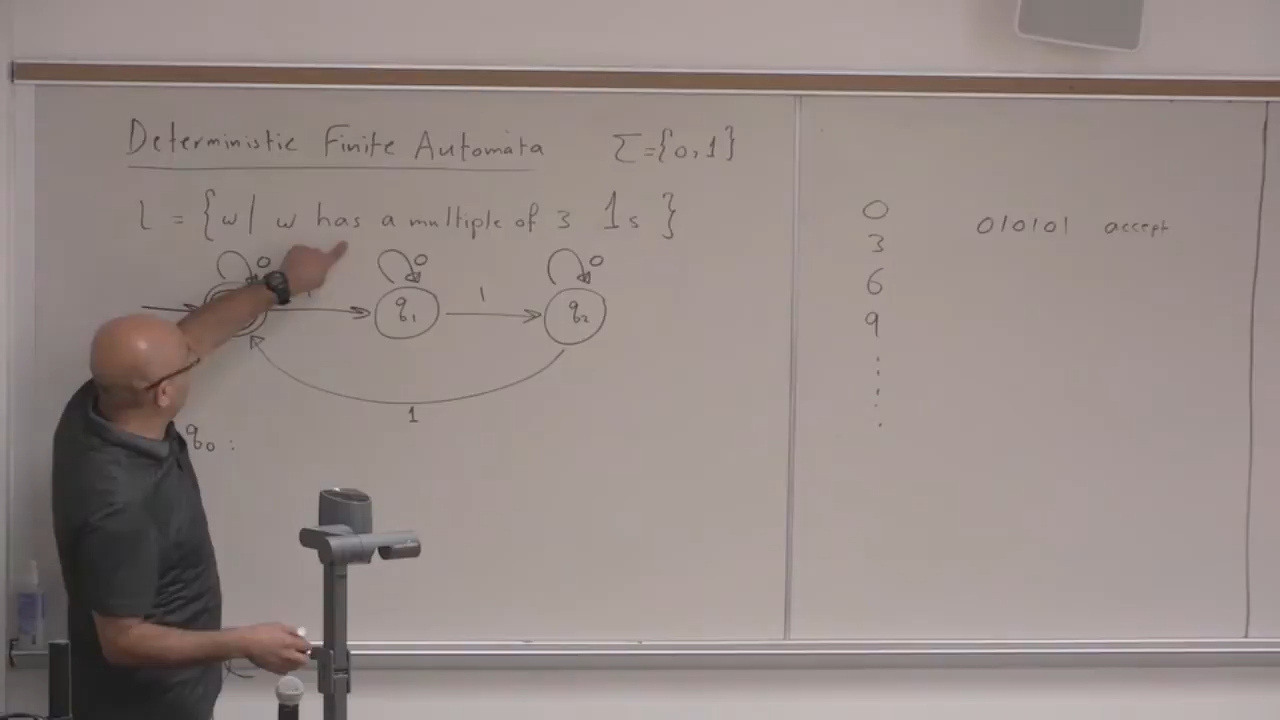 Deterministic Finite Automata Σ={0,1}
L = {w| w has a multiple of 3 1s}
0 0 0
1 1
q1 q2
1
q0:
0
3
6
9
010101 accept